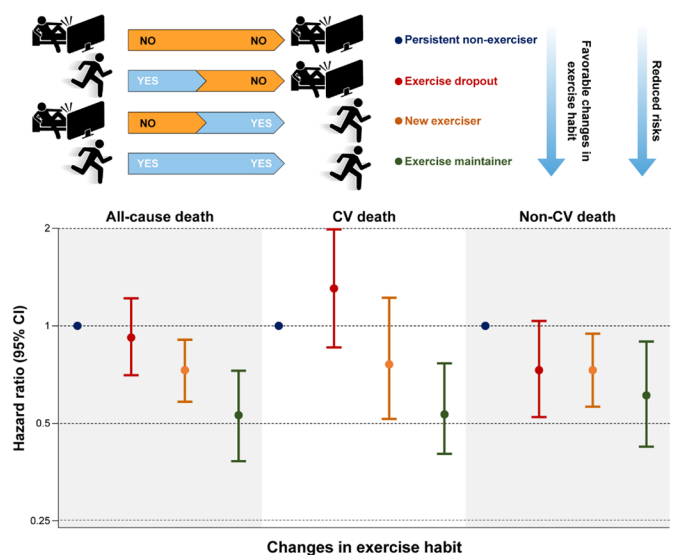 NO NO
YES NO
NO YES
YES YES
Persistent non-exerciser
Exercise dropout
New exerciser
Exercise maintainer
Favorable changes in
exercise habit
Reduced risks
All-cause death
CV death
Non-CV death
Hazard ratio (95% CI)
2
1
0.5
0.25
Changes in exercise habit